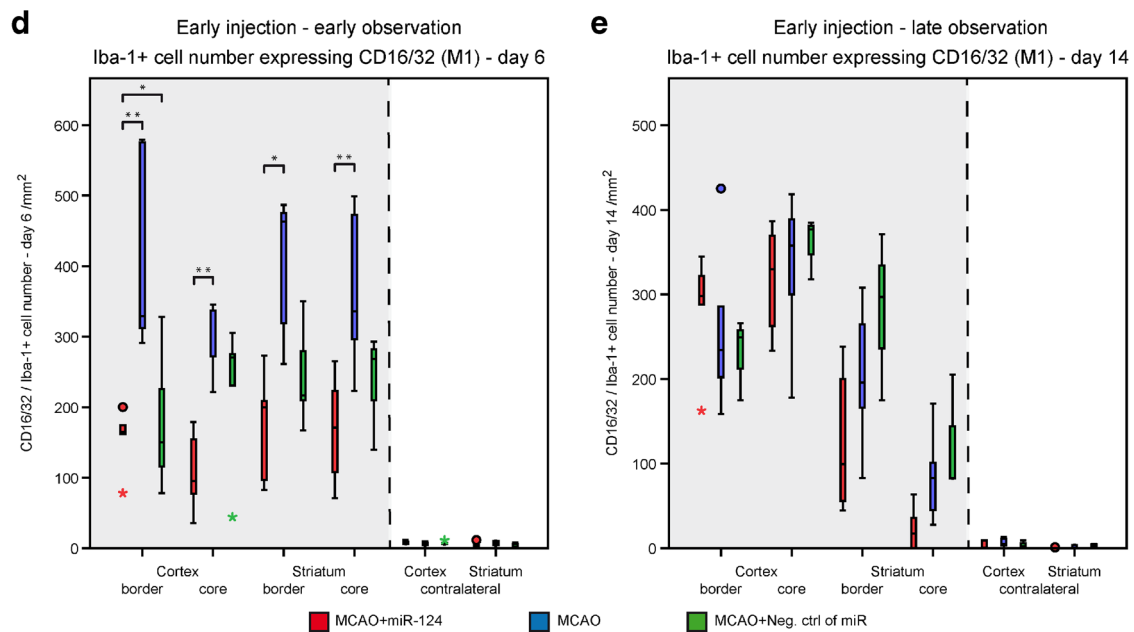 d
Early injection - early observation
Iba-1+ cell number expressing CD16/32 (M1) - day 6
CD16/32 / Iba-1+ cell number - day 6 /mm2
600
500
400
300
200
100
0
*
**
**
*
**
Cortex
border
core
Striatum
border
core
Cortex
Striatum
contralateral
e
Early injection - late observation
Iba-1+ cell number expressing CD16/32 (M1) - day 14
CD16/32 / Iba-1+ cell number - day 14 /mm2
500
400
300
200
100
0
Cortex
border
core
Striatum
border
core
Cortex
Striatum
contralateral
MCAO+miR-124
MCAO
MCAO+Neg. ctrl of miR